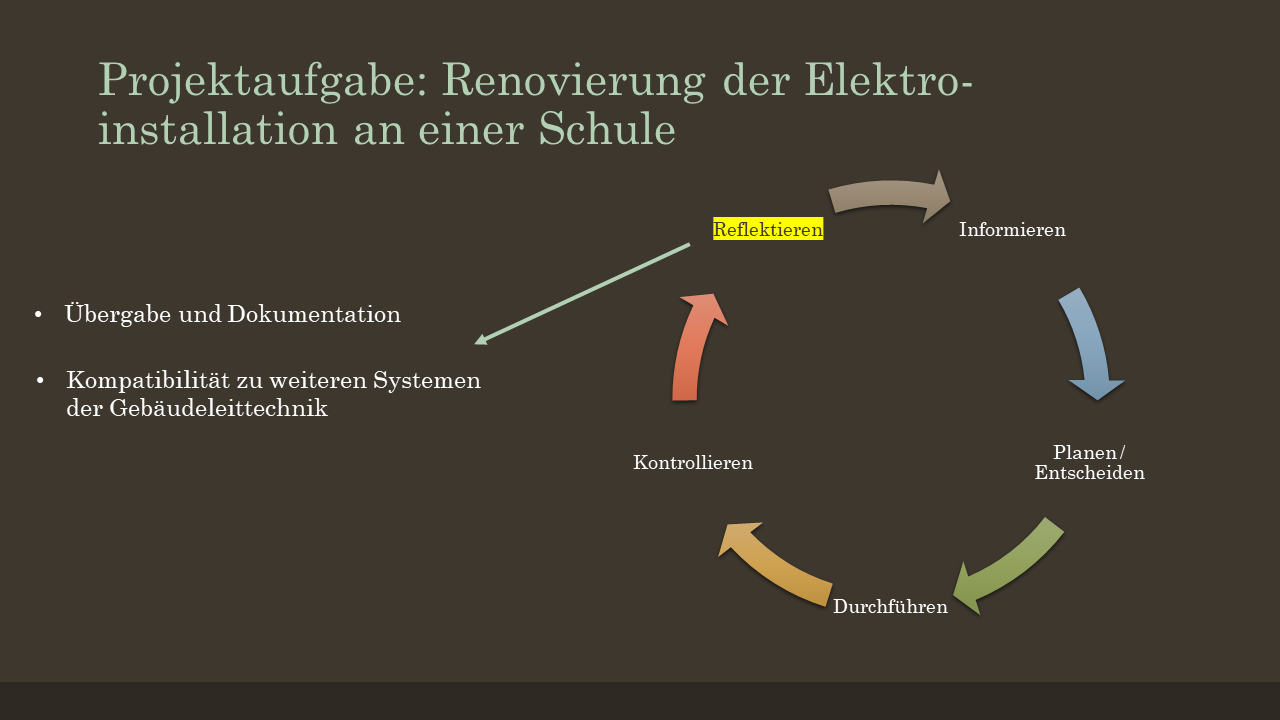 Projektaufgabe: Renovierung der Elektro-
installation an einer Schule
Reflektieren
Informieren
• Übergabe und Dokumentation
• Kompatibilität zu weiteren Systemen
der Gebäudeleittechnik
Kontrollieren
Planen /
Entscheiden
Durchführen